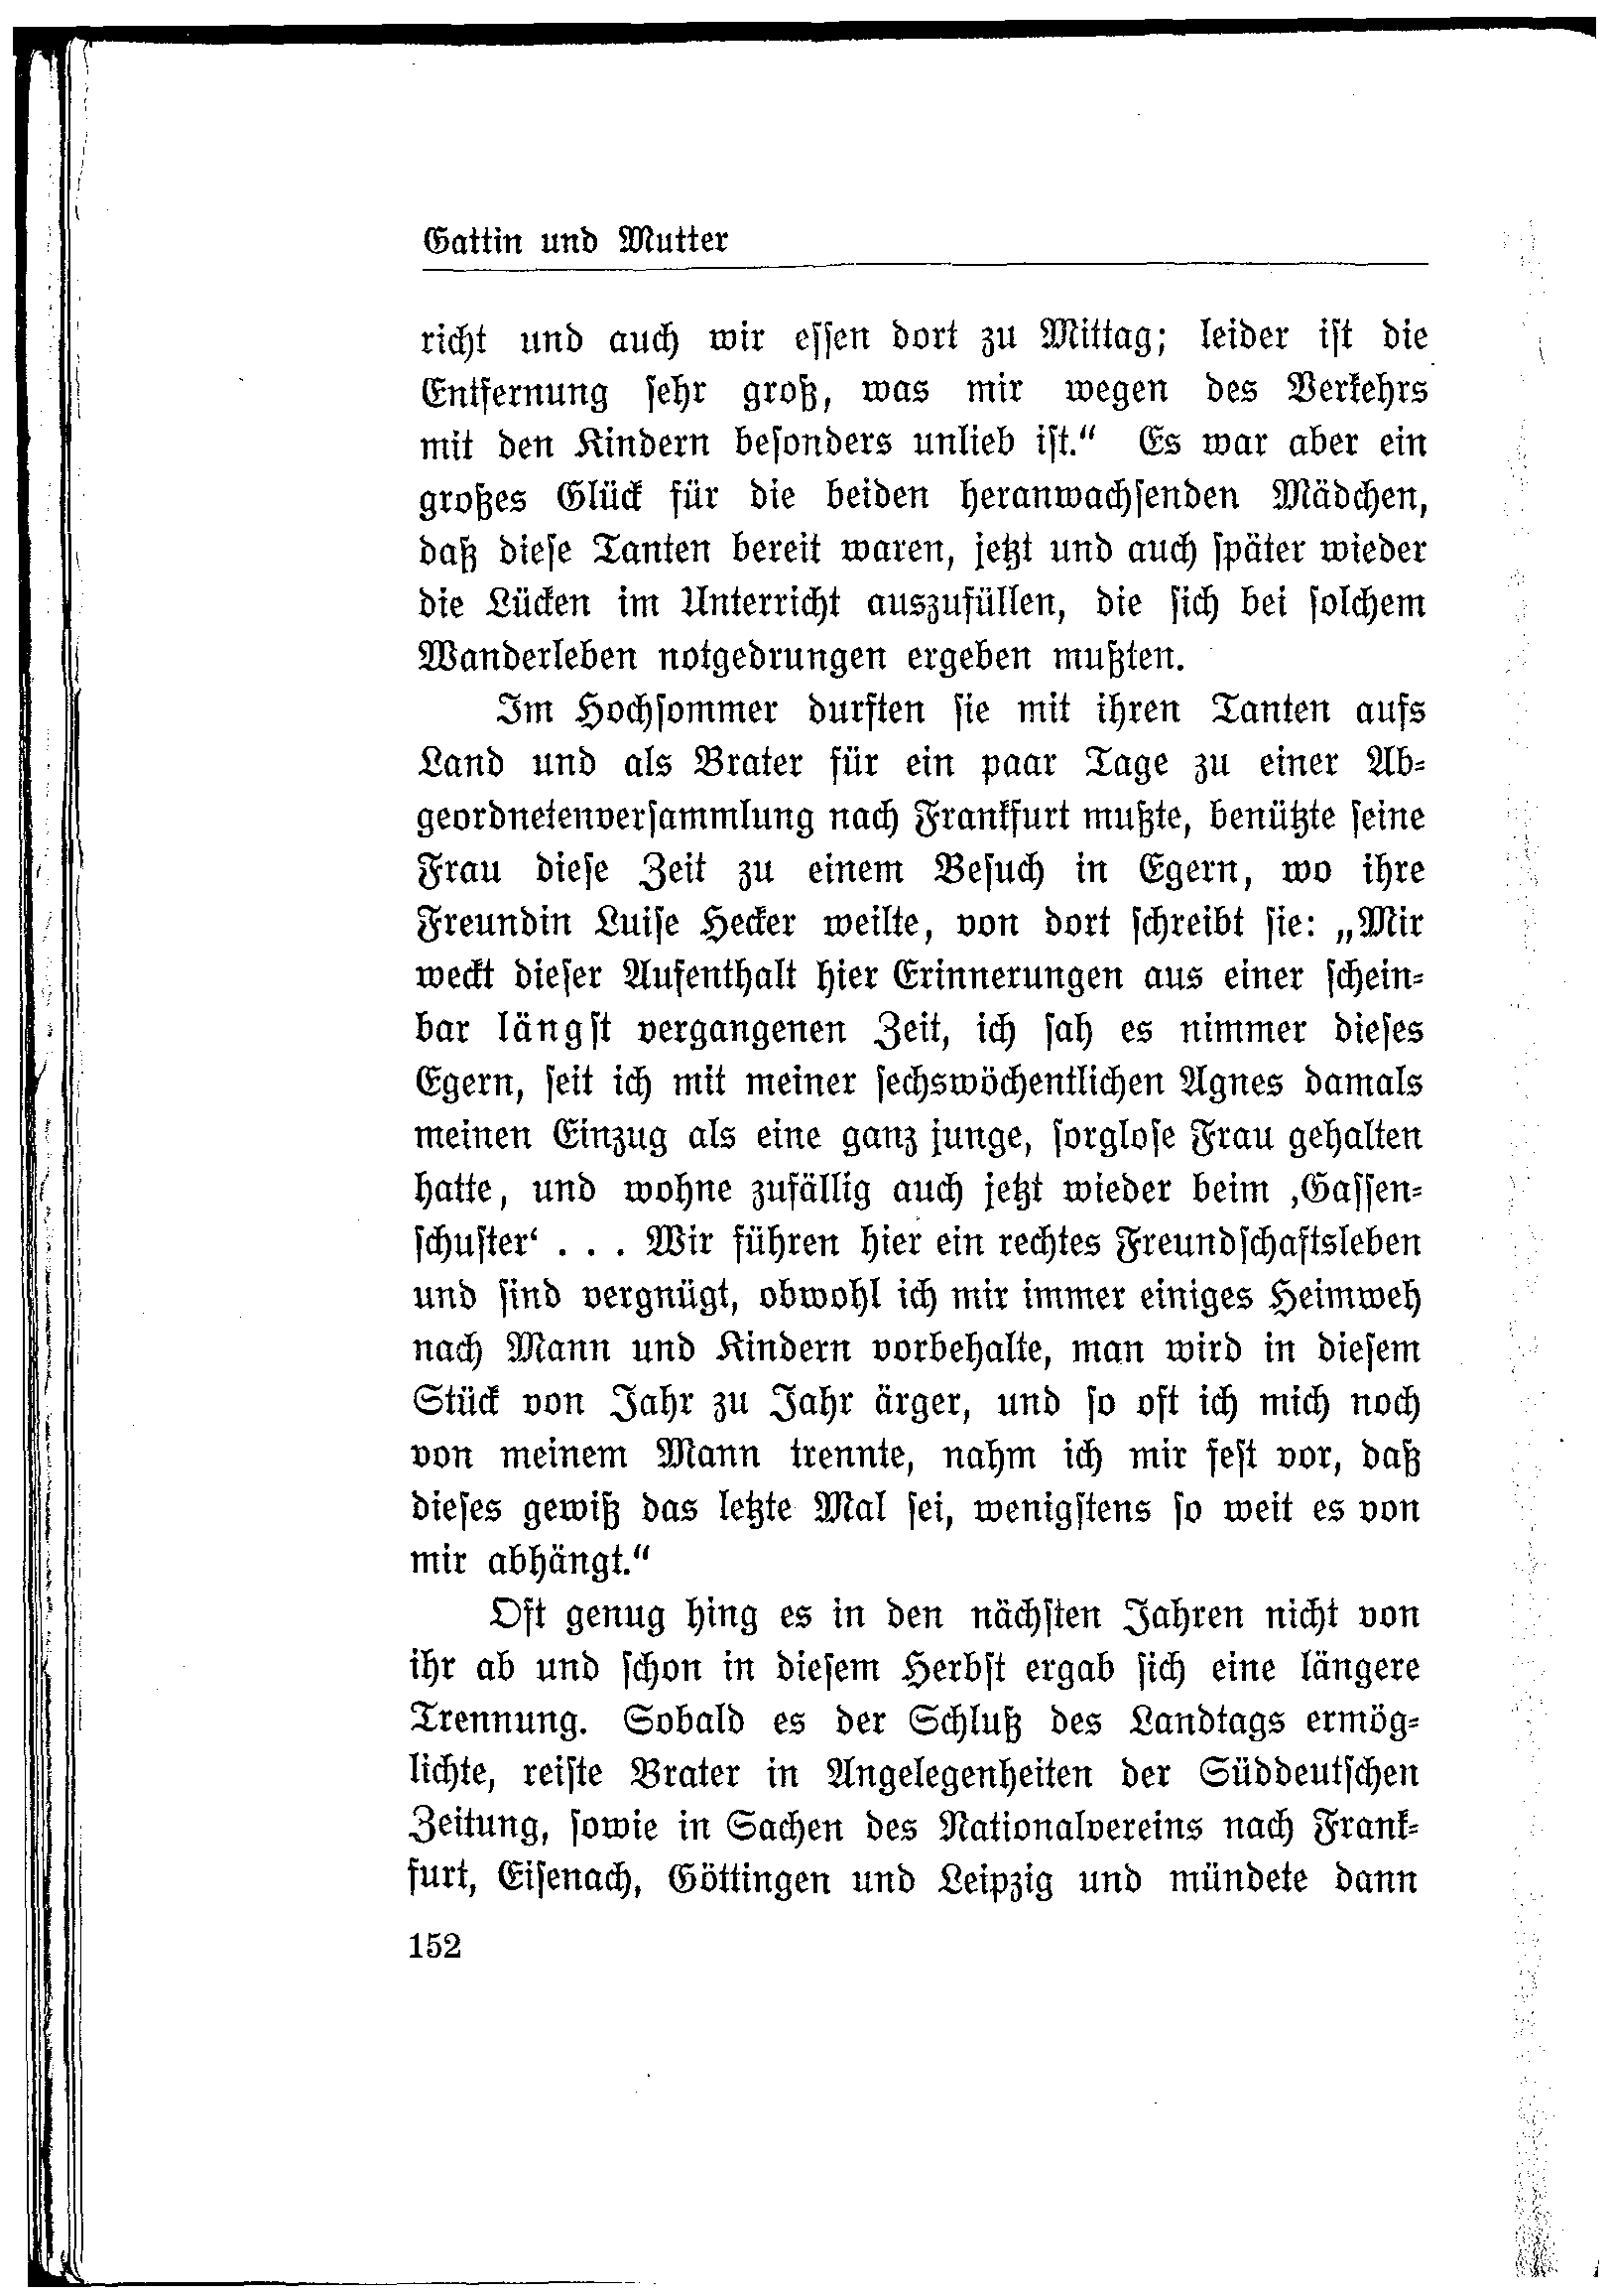 Gattin und Mutter
richt und auch wir essen dort zu Mittag; leider ist die
Entfernung sehr groß, was mir wegen des Verkehrs
mit den Kindern besonders unlieb ist.“ Es war aber ein
großes Glück für die beiden heranwachsenden Mädchen,
daß diese Tanten bereit waren, jetzt und auch später wieder
die Lücken im Unterricht auszufüllen, die sich bei solchem
Wanderleben notgedrungen ergeben mußten.
Im Hochsommer durften sie mit ihren Tanten aufs
Land und als Brater für ein paar Tage zu einer Ab-
geordnetenversammlung nach Frankfurt mußte, benützte seine
Frau diese Zeit zu einem Besuch in Egern, wo ihre
Freundin Luise Hecker weilte, von dort schreibt sie: „Mir
weckt dieser Aufenthalt hier Erinnerungen aus einer schein-
bar längst vergangenen Zeit, ich sah es nimmer dieses
Egern, seit ich mit meiner sechswöchentlichen Agnes damals
meinen Einzug als eine ganz junge, sorglose Frau gehalten
hatte, und wohne zufällig auch jetzt wieder beim ‚Gassen-
schuster‘ . . . Wir führen hier ein rechtes Freundschaftsleben
und sind vergnügt, obwohl ich mir immer einiges Heimweh
nach Mann und Kindern vorbehalte, man wird in diesem
Stück von Jahr zu Jahr ärger, und so oft ich mich noch
von meinem Mann trennte, nahm ich mir fest vor, daß
dieses gewiß das letzte Mal sei, wenigstens so weit es von
mir abhängt.“
Oft genug hing es in den nächsten Jahren nicht von
ihr ab und schon in diesem Herbst ergab sich eine längere
Trennung. Sobald es der Schluß des Landtags ermög-
lichte, reiste Brater in Angelegenheiten der Süddeutschen
Zeitung, sowie in Sachen des Nationalvereins nach Frank-
furt, Eisenach, Göttingen und Leipzig und mündete dann
152